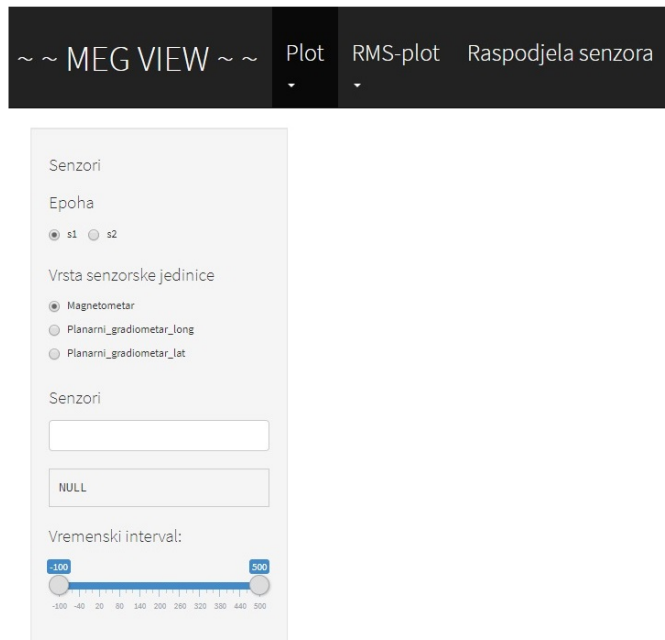 ~ ~ MEG VIEW ~ ~ Plot RMS-plot Raspodjela senzora
Senzori
Epoha
s1 s2
Vrsta senzorske jedinice
Magnetometar
Planarni_gradiometar_long
Planarni_gradiometar_lat
Senzori
NULL
Vremenski interval:
-100 500
-100 -40 20 80 140 200 260 320 380 440 500